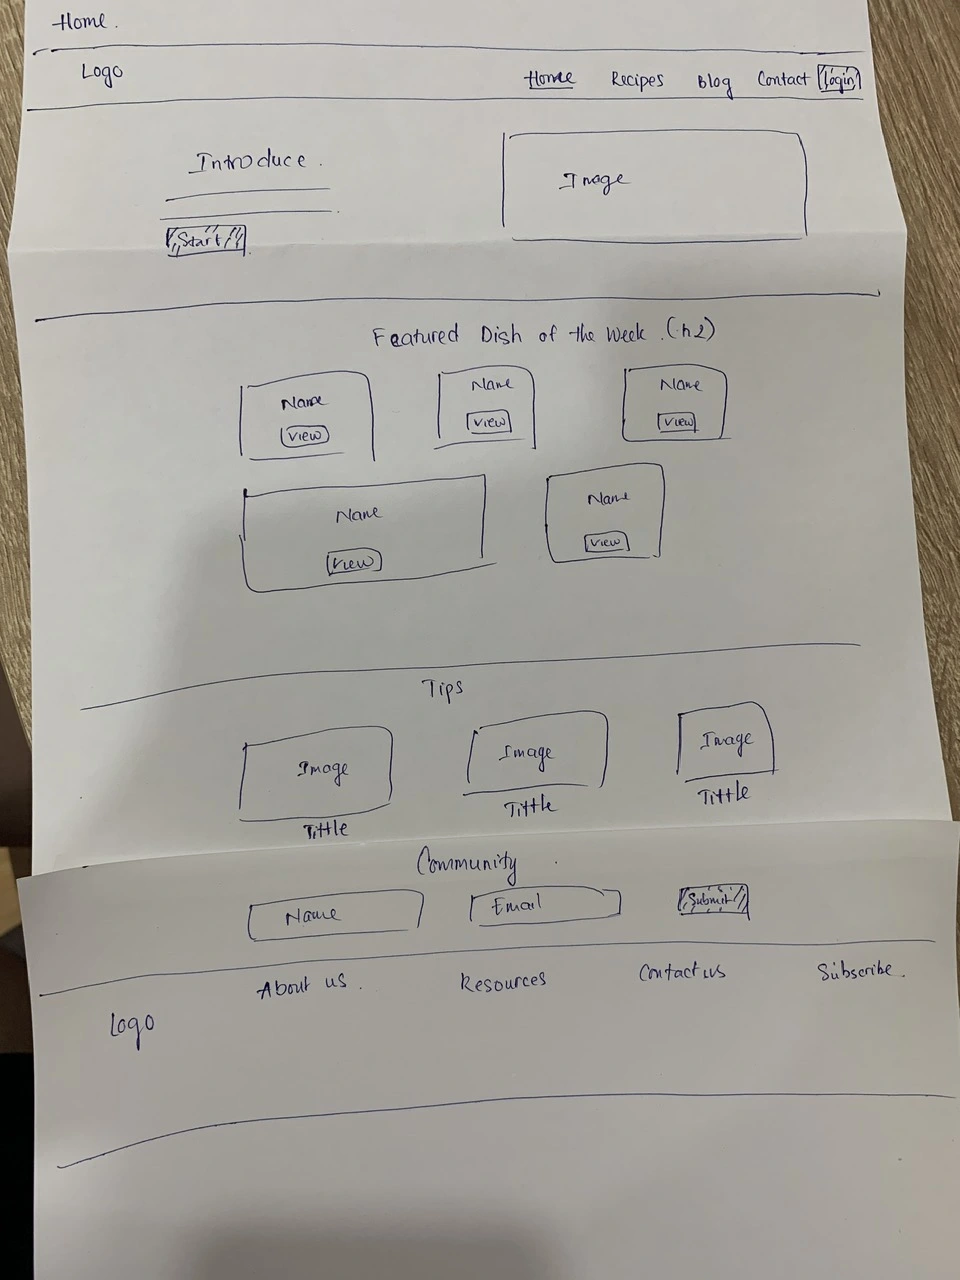 Home.
Logo Home Recipes Blog Contact Login
Introduce.
Image
Start
Featured Dish of the Week. (h2)
Name Name Name
View View View
Name Name
View View
Tips
Image Image Image
Tittle Tittle Tittle
Community
Name Email Submit
About us. Resources Contact us Subscribe.
Logo